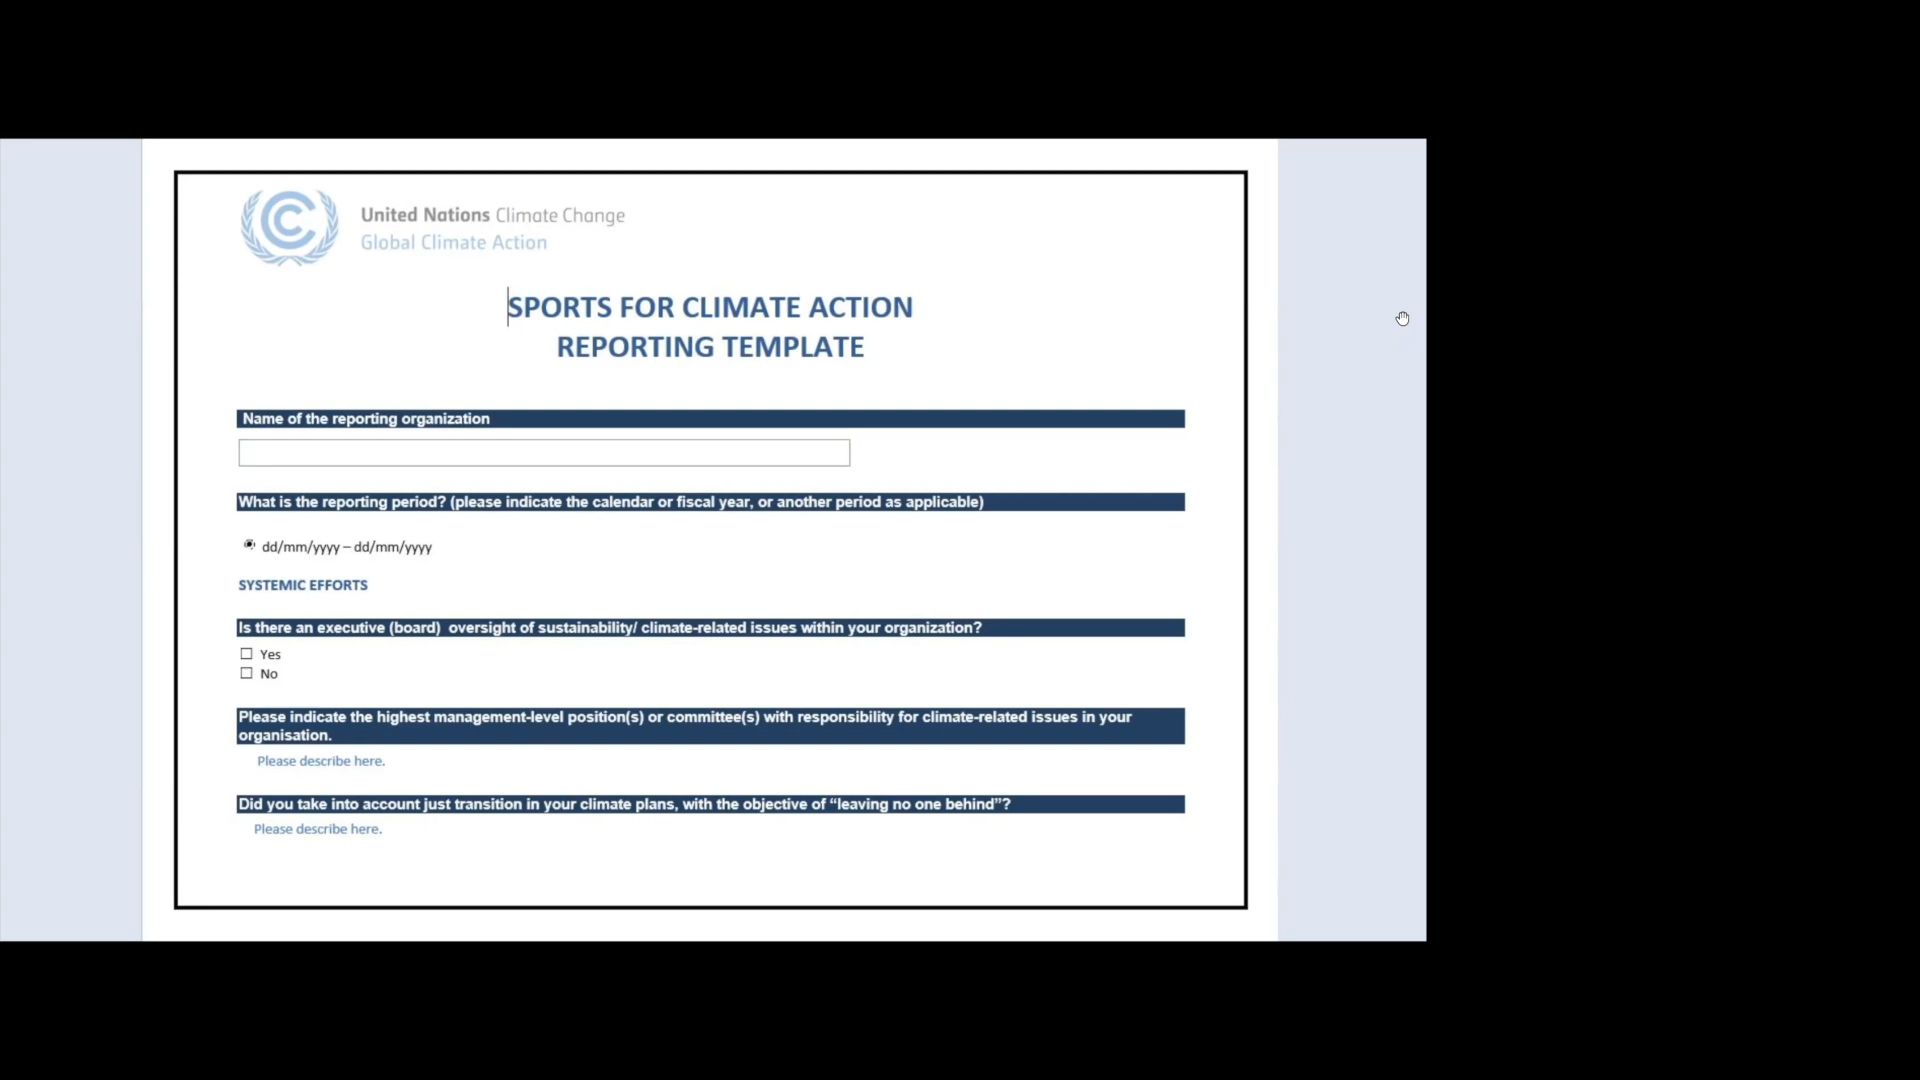 United Nations Climate Change
Global Climate Action
SPORTS FOR CLIMATE ACTION
REPORTING TEMPLATE
Name of the reporting organization
What is the reporting period? (please indicate the calendar or fiscal year, or another period as applicable)
dd/mm/yyyy – dd/mm/yyyy
SYSTEMIC EFFORTS
Is there an executive (board)  oversight of sustainability/ climate-related issues within your organization?
☐ Yes
☐ No
Please indicate the highest management-level position(s) or committee(s) with responsibility for climate-related issues in your
organisation.
Please describe here.
Did you take into account just transition in your climate plans, with the objective of “leaving no one behind”?
Please describe here.